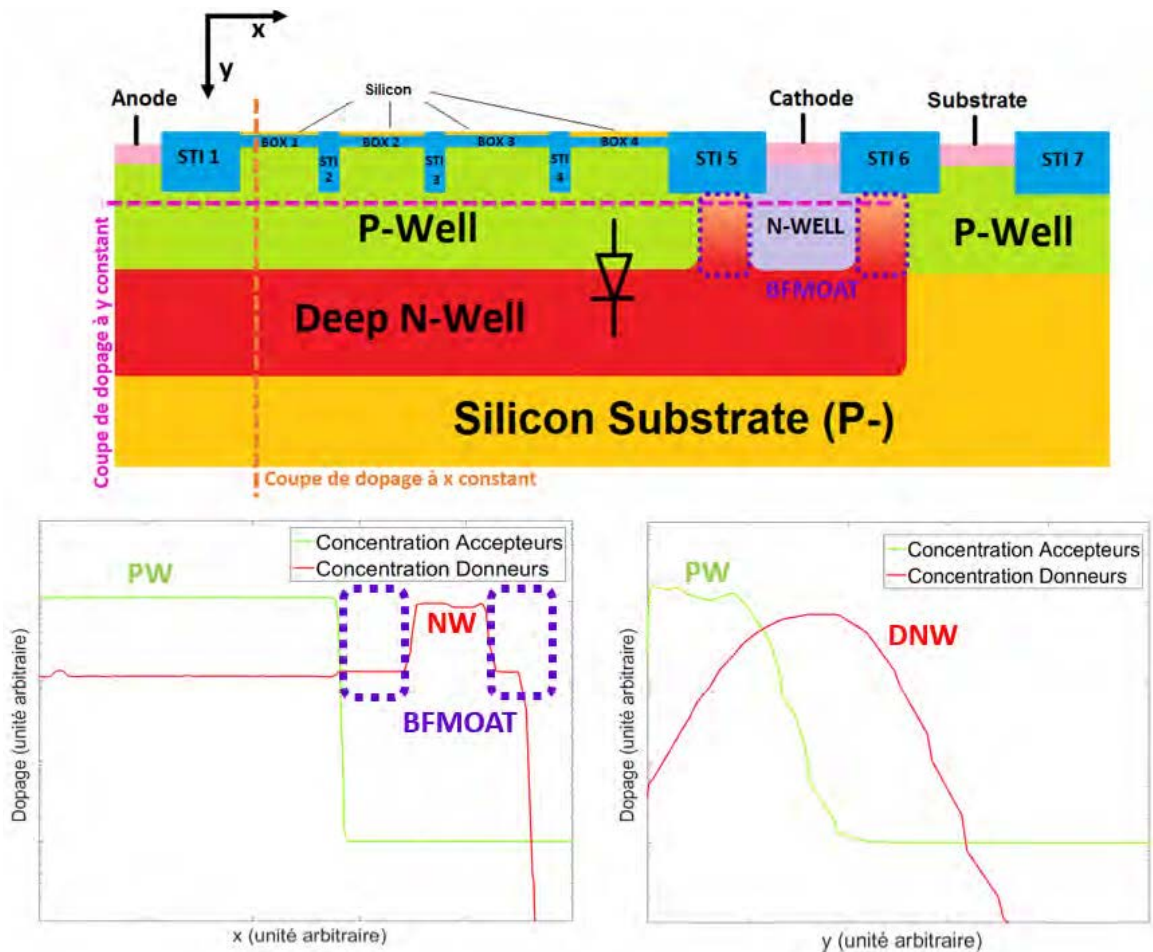 x
y
Silicon
Anode
Cathode
Substrate
STI 1
BOX 1
STI 2
BOX 2
STI 3
BOX 3
STI 4
BOX 4
STI 5
STI 6
STI 7
P-Well
N-WELL
P-Well
BFMOAT
Deep N-Well
Silicon Substrate (P-)
Coupe de dopage à y constant
Coupe de dopage à x constant
Concentration Accepteurs
Concentration Donneurs
PW
NW
BFMOAT
Dopage (unité arbitraire)
x (unité arbitraire)
Concentration Accepteurs
Concentration Donneurs
PW
DNW
Dopage (unité arbitraire)
y (unité arbitraire)